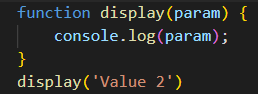 function display(param) {
    console.log(param);
}
display('Value 2')